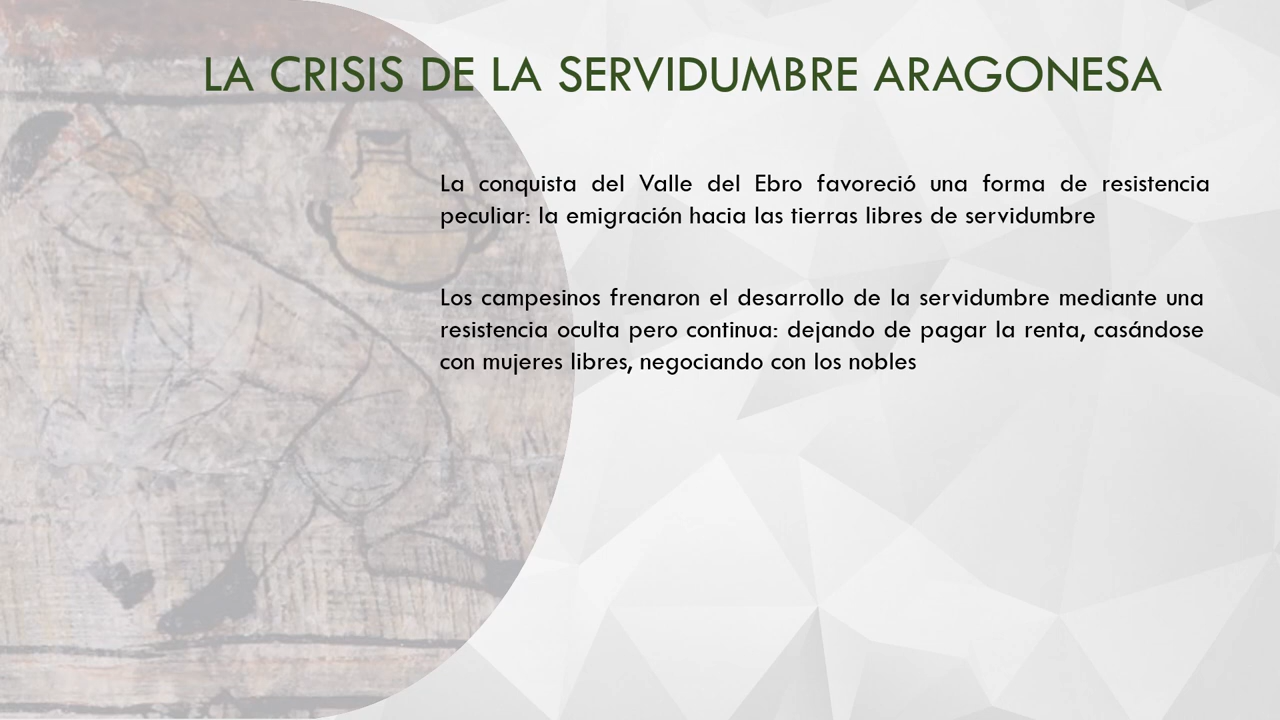 LA CRISIS DE LA SERVIDUMBRE ARAGONESA
La conquista del Valle del Ebro favoreció una forma de resistencia
peculiar: la emigración hacia las tierras libres de servidumbre
Los campesinos frenaron el desarrollo de la servidumbre mediante una
resistencia oculta pero continua: dejando de pagar la renta, casándose
con mujeres libres, negociando con los nobles